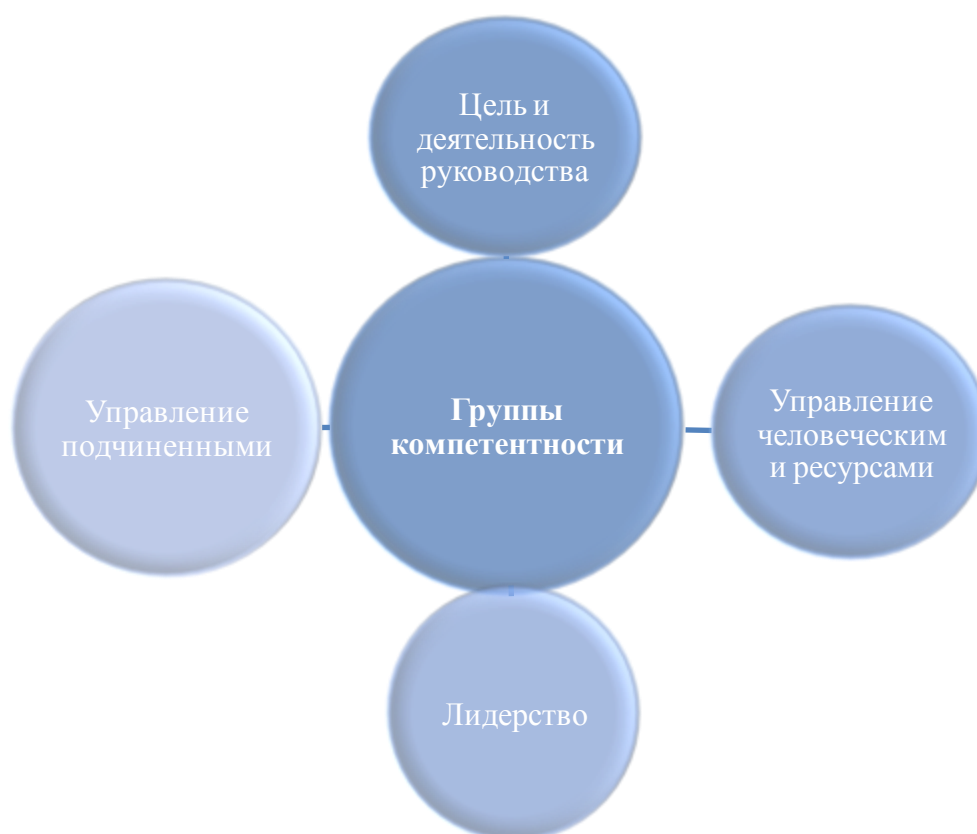 Цель и
деятельность
руководства
Управление
подчиненными
Группы
компетентности
Управление
человеческим
и ресурсами
Лидерство